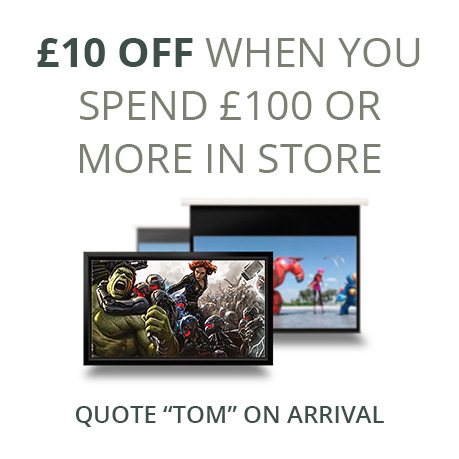 £10 OFF WHEN YOU
SPEND £100 OR
MORE IN STORE
QUOTE “TOM” ON ARRIVAL